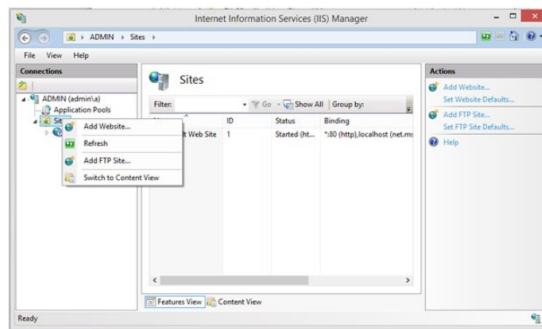 Internet Information Services (IIS) Manager
ADMIN Sites
File View Help
Connections
ADMIN (admin\a)
Application Pools
Add Website...
Refresh
Add FTP Site...
Switch to Content View
Sites
Filter: Go Show All Group by:
ID Status Binding
lt Web Site 1 Started (ht... *:80 (http),localhost (net.ms
Features View Content View
Actions
Add Website...
Set Website Defaults...
Add FTP Site...
Set FTP Site Defaults...
Help
Ready